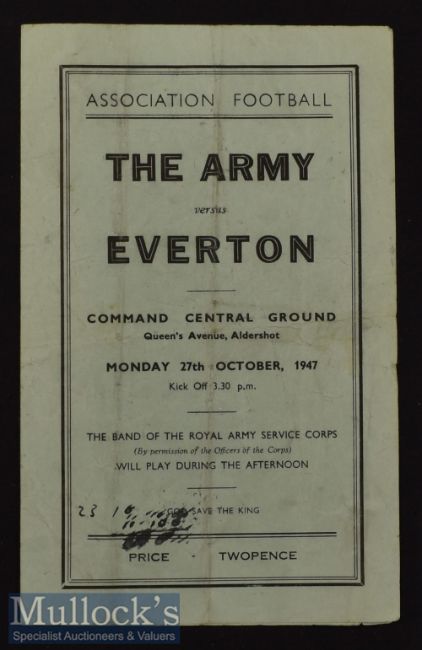 ASSOCIATION FOOTBALL
THE ARMY
versus
EVERTON
COMMAND CENTRAL GROUND
Queen's Avenue, Aldershot
MONDAY 27th OCTOBER, 1947
Kick Off 3.30 p.m.
THE BAND OF THE ROYAL ARMY SERVICE CORPS
(By permission of the Officers of the Corps)
WILL PLAY DURING THE AFTERNOON
GOD SAVE THE KING
23
PRICE - TWOPENCE
Mullock's
Specialist Auctioneers & Valuers